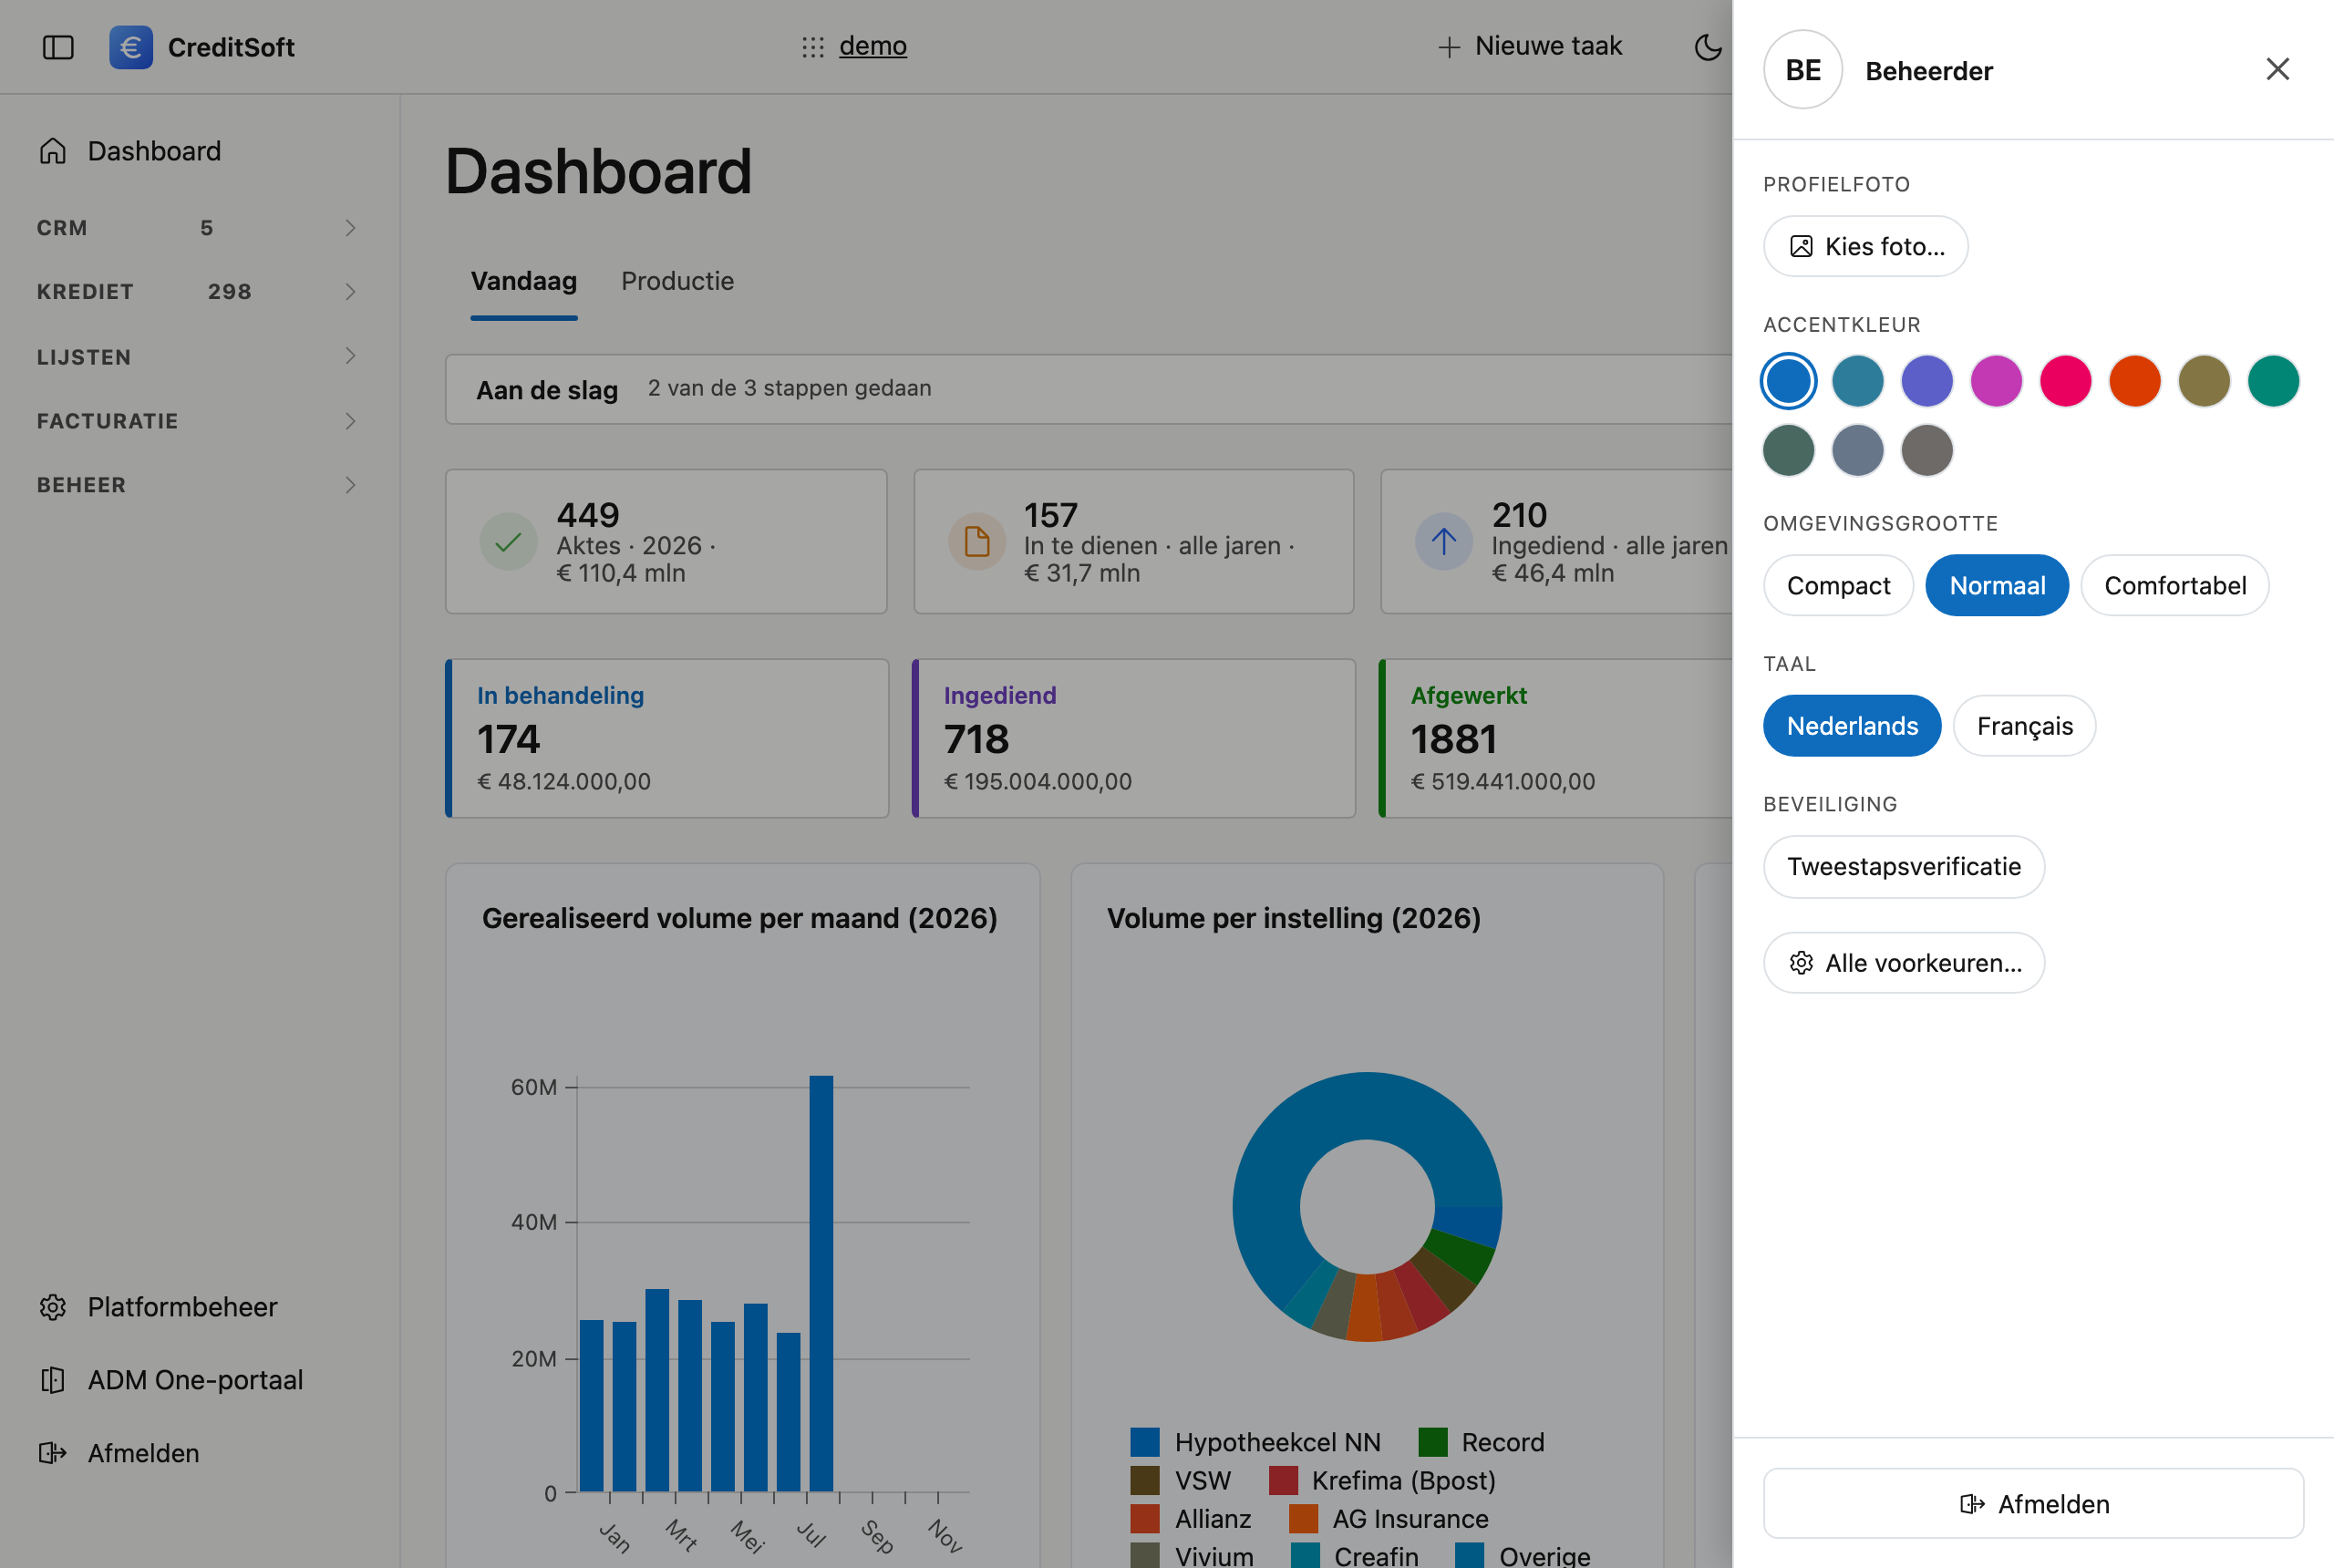 CreditSoft
demo
Nieuwe taak
BE
Beheerder
Dashboard
CRM 5
KREDIET 298
LIJSTEN
FACTURATIE
BEHEER
Platformbeheer
ADM One-portaal
Afmelden
Dashboard
Vandaag
Productie
Aan de slag
2 van de 3 stappen gedaan
449
Aktes · 2026 ·
€ 110,4 mln
157
In te dienen · alle jaren ·
€ 31,7 mln
210
Ingediend · alle jaren
€ 46,4 mln
In behandeling
174
€ 48.124.000,00
Ingediend
718
€ 195.004.000,00
Afgewerkt
1881
€ 519.441.000,00
Gerealiseerd volume per maand (2026)
60M
40M
20M
0
Jan
Mrt
Mei
Jul
Sep
Nov
Volume per instelling (2026)
Hypotheekcel NN
Record
VSW
Krefima (Bpost)
Allianz
AG Insurance
Vivium
Creafin
Overige
PROFIELFOTO
Kies foto...
ACCENTKLEUR
OMGEVINGSGROOTTE
Compact
Normaal
Comfortabel
TAAL
Nederlands
Français
BEVEILIGING
Tweestapsverificatie
Alle voorkeuren...
Afmelden